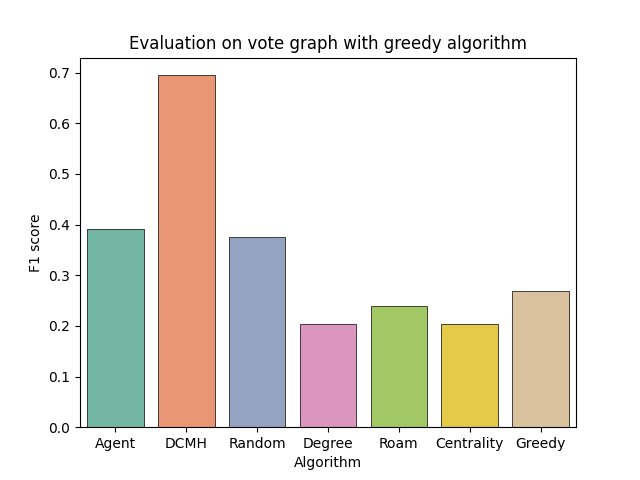 Evaluation on vote graph with greedy algorithm
F1 score
0.7
0.6
0.5
0.4
0.3
0.2
0.1
0.0
Agent DCMH Random Degree Roam Centrality Greedy
Algorithm